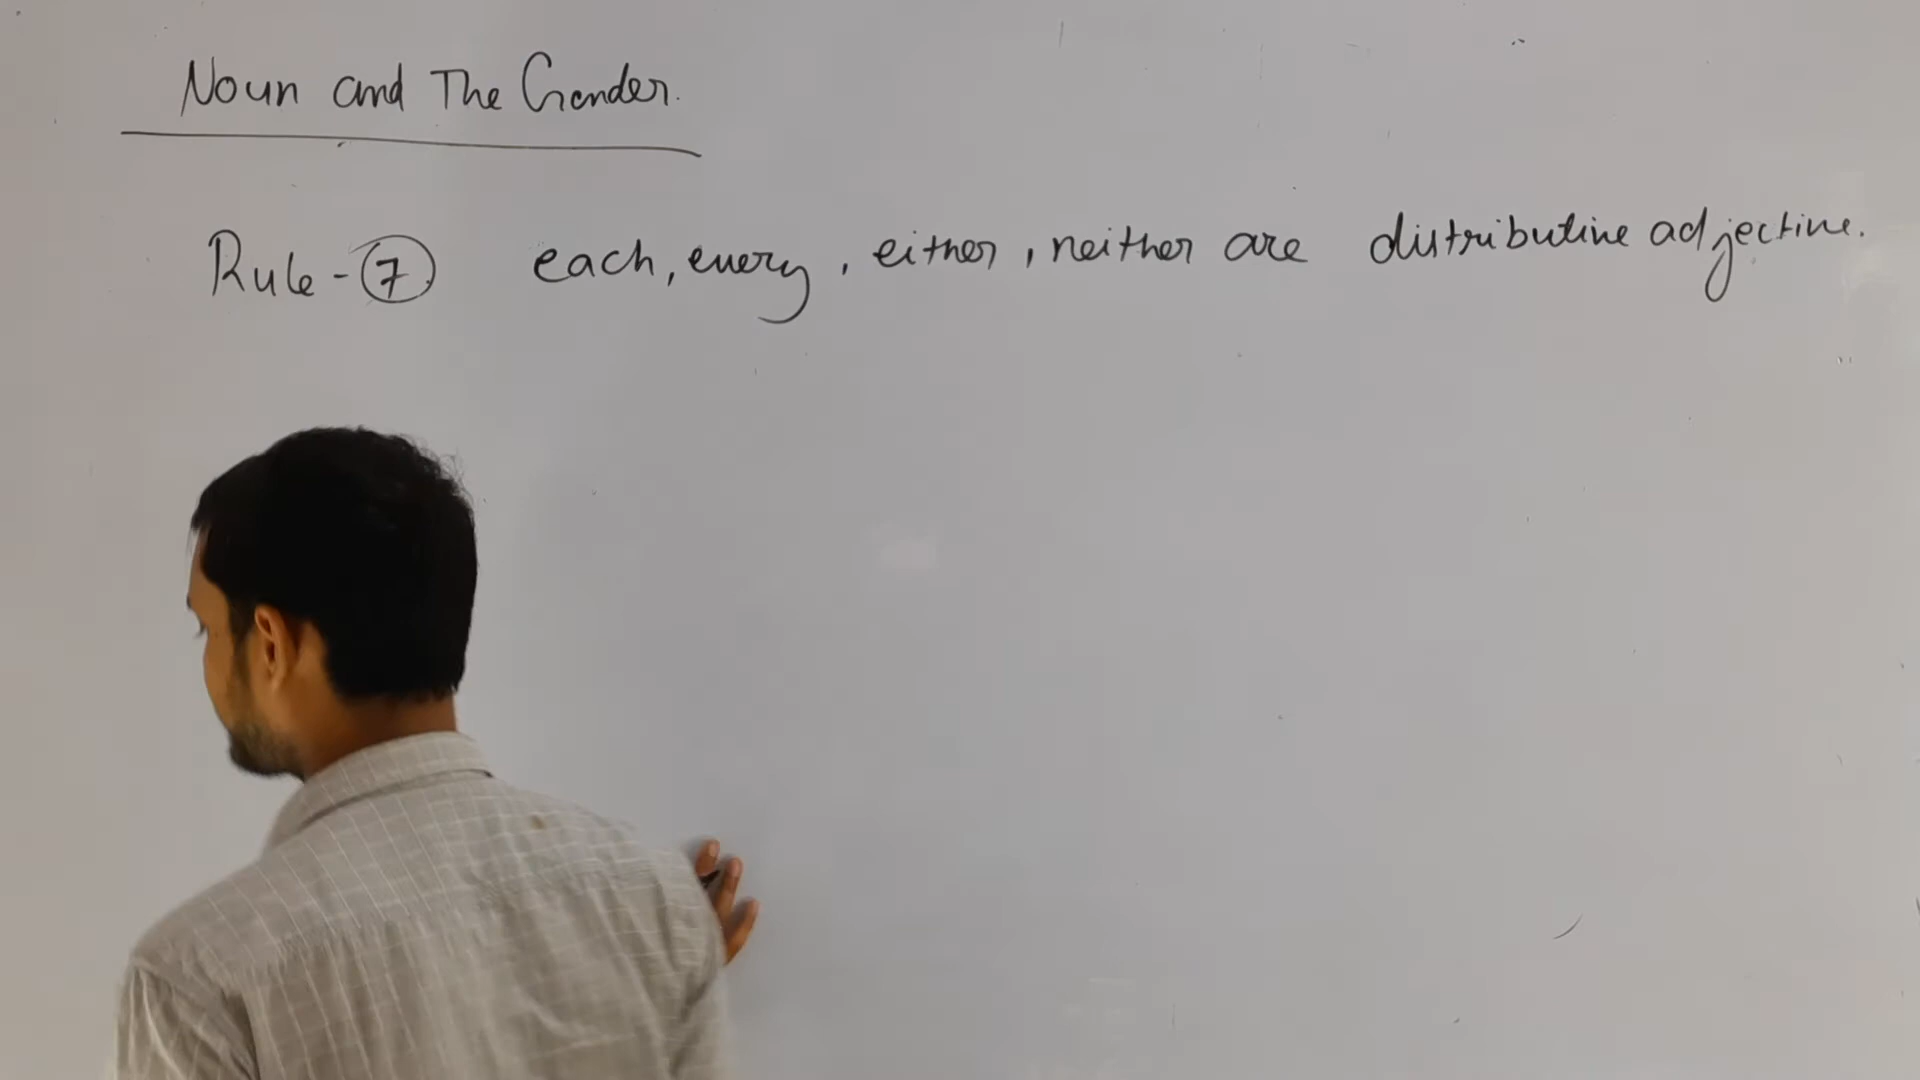 Noun and The Gender.
Rule-7 each, every, either, neither are distributive adjective.